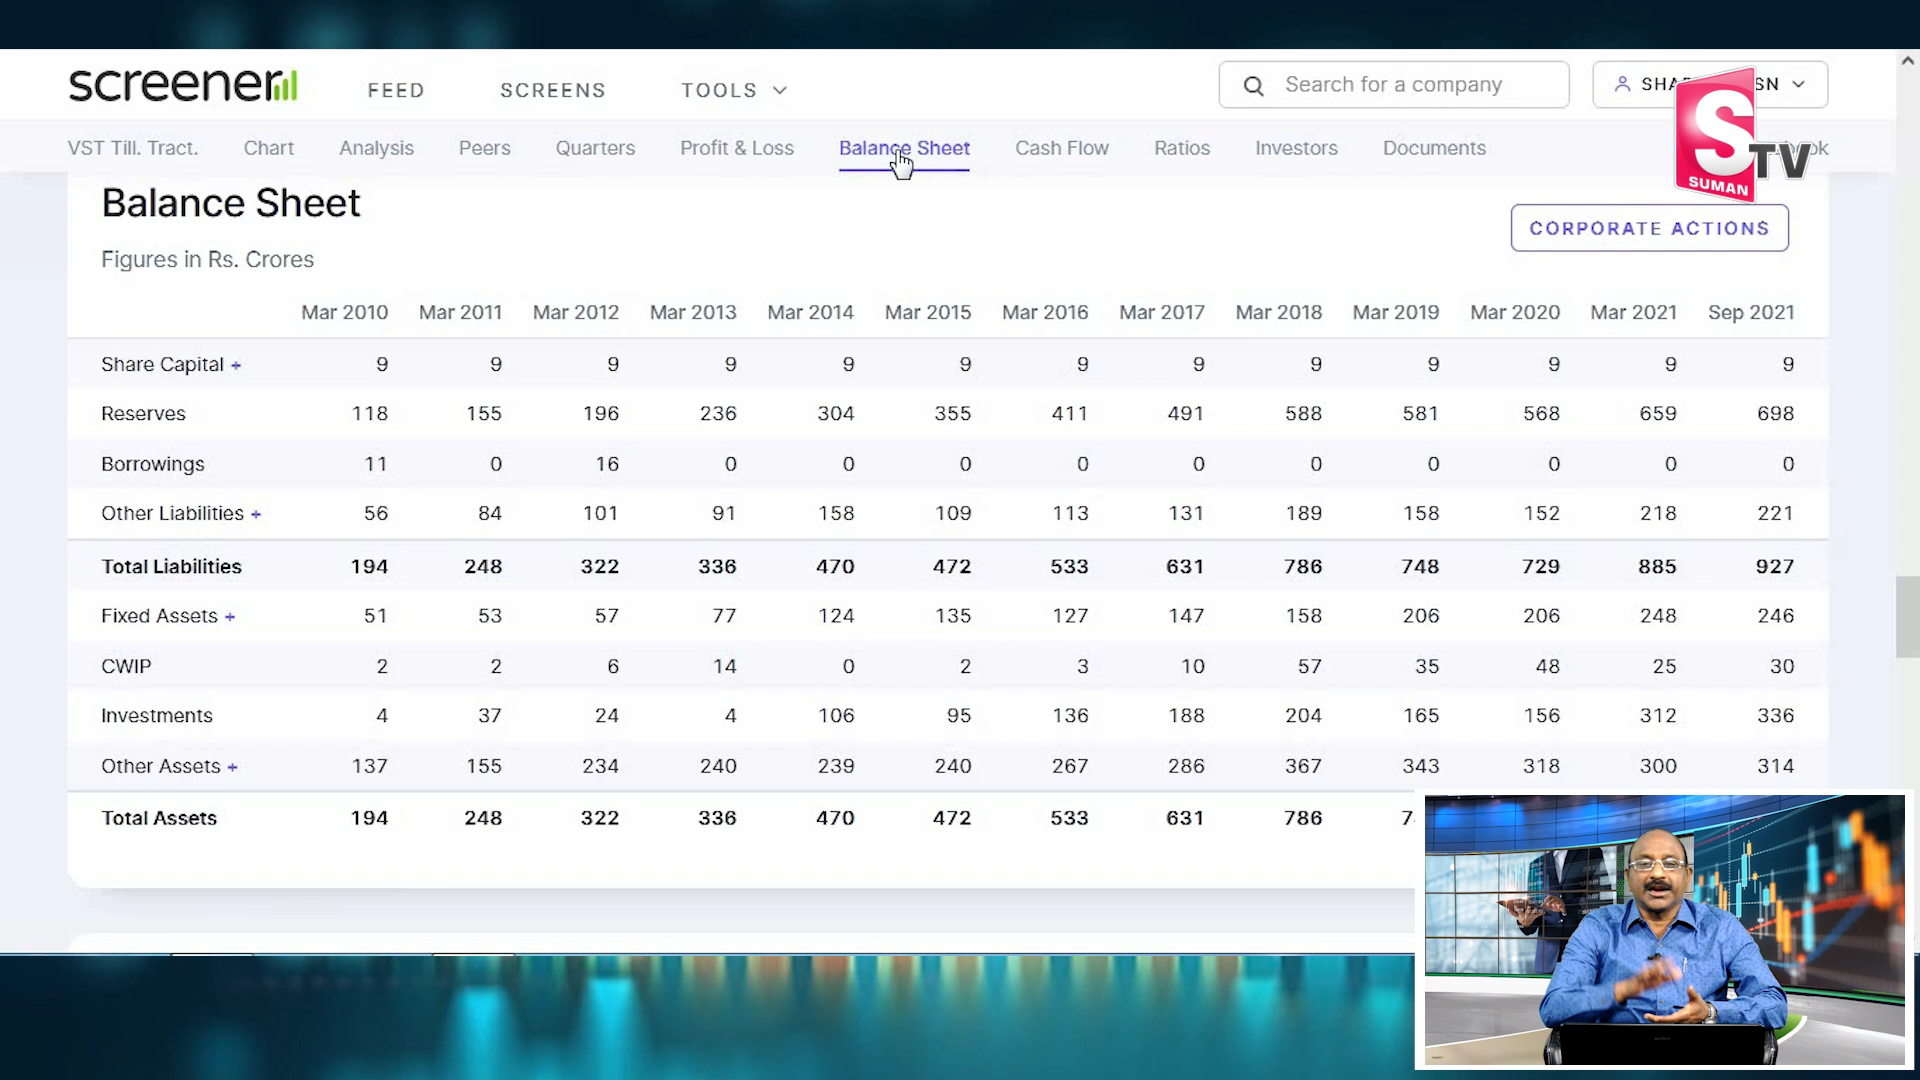 screener
FEED SCREENS TOOLS
Search for a company
S
TV
SUMAN
VST Till. Tract. Chart Analysis Peers Quarters Profit & Loss Balance Sheet Cash Flow Ratios Investors Documents
Balance Sheet
CORPORATE ACTIONS
Figures in Rs. Crores
Mar 2010 Mar 2011 Mar 2012 Mar 2013 Mar 2014 Mar 2015 Mar 2016 Mar 2017 Mar 2018 Mar 2019 Mar 2020 Mar 2021 Sep 2021
Share Capital + 9 9 9 9 9 9 9 9 9 9 9 9 9
Reserves 118 155 196 236 304 355 411 491 588 581 568 659 698
Borrowings 11 0 16 0 0 0 0 0 0 0 0 0 0
Other Liabilities + 56 84 101 91 158 109 113 131 189 158 152 218 221
Total Liabilities 194 248 322 336 470 472 533 631 786 748 729 885 927
Fixed Assets + 51 53 57 77 124 135 127 147 158 206 206 248 246
CWIP 2 2 6 14 0 2 3 10 57 35 48 25 30
Investments 4 37 24 4 106 95 136 188 204 165 156 312 336
Other Assets + 137 155 234 240 239 240 267 286 367 343 318 300 314
Total Assets 194 248 322 336 470 472 533 631 786